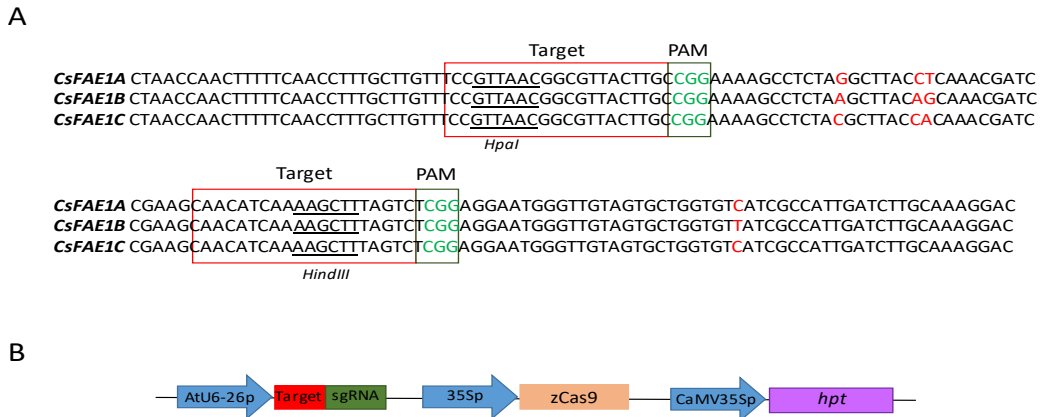 A
Target PAM
CsFAE1A CTAACCAACTTTTTCAACCTTTGCTTGTTTCCGTTAACGGCGTTACTTGCCGGAAAAGCCTCTAGGCTTACCTCAAACGATC
CsFAE1B CTAACCAACTTTTTCAACCTTTGCTTGTTTCCGTTAACGGCGTTACTTGCCGGAAAAGCCTCTAAGCTTACAGCAAACGATC
CsFAE1C CTAACCAACTTTTTCAACCTTTGCTTGTTTCCGTTAACGGCGTTACTTGCCGGAAAAGCCTCTACGCTTACCACAAACGATC
HpaI
Target PAM
CsFAE1A CGAAGCAACATCAAAAGCTTTAGTCTCGGAGGAATGGGTTGTAGTGCTGGTGTCATCGCCATTGATCTTGCAAAGGAC
CsFAE1B CGAAGCAACATCAAAAGCTTTAGTCTCGGAGGAATGGGTTGTAGTGCTGGTGTTATCGCCATTGATCTTGCAAAGGAC
CsFAE1C CGAAGCAACATCAAAAGCTTTAGTCTCGGAGGAATGGGTTGTAGTGCTGGTGTCATCGCCATTGATCTTGCAAAGGAC
HindIII
B
AtU6-26p Target sgRNA 35Sp zCas9 CaMV35Sp hpt